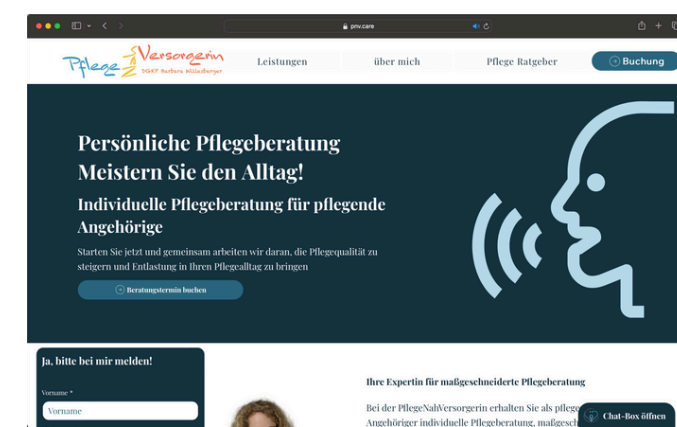 pnv.care
Pflege Versorgerin
DGKP Barbara
Leistungen
über mich
Pflege Ratgeber
Buchung
Persönliche Pflegeberatung
Meistern Sie den Alltag!
Individuelle Pflegeberatung für pflegende
Angehörige
Starten Sie jetzt und gemeinsam arbeiten wir daran, die Pflegequalität zu
steigern und Entlastung in Ihren Pflegealltag zu bringen
Beratungstermin buchen
Ja, bitte bei mir melden!
Vorname *
Vorname
Ihre Expertin für maßgeschneiderte Pflegeberatung
Bei der PflegeNahVersorgerin erhalten Sie als pflege
Angehöriger individuelle Pflegeberatung, maßgesch
Chat-Box öffnen